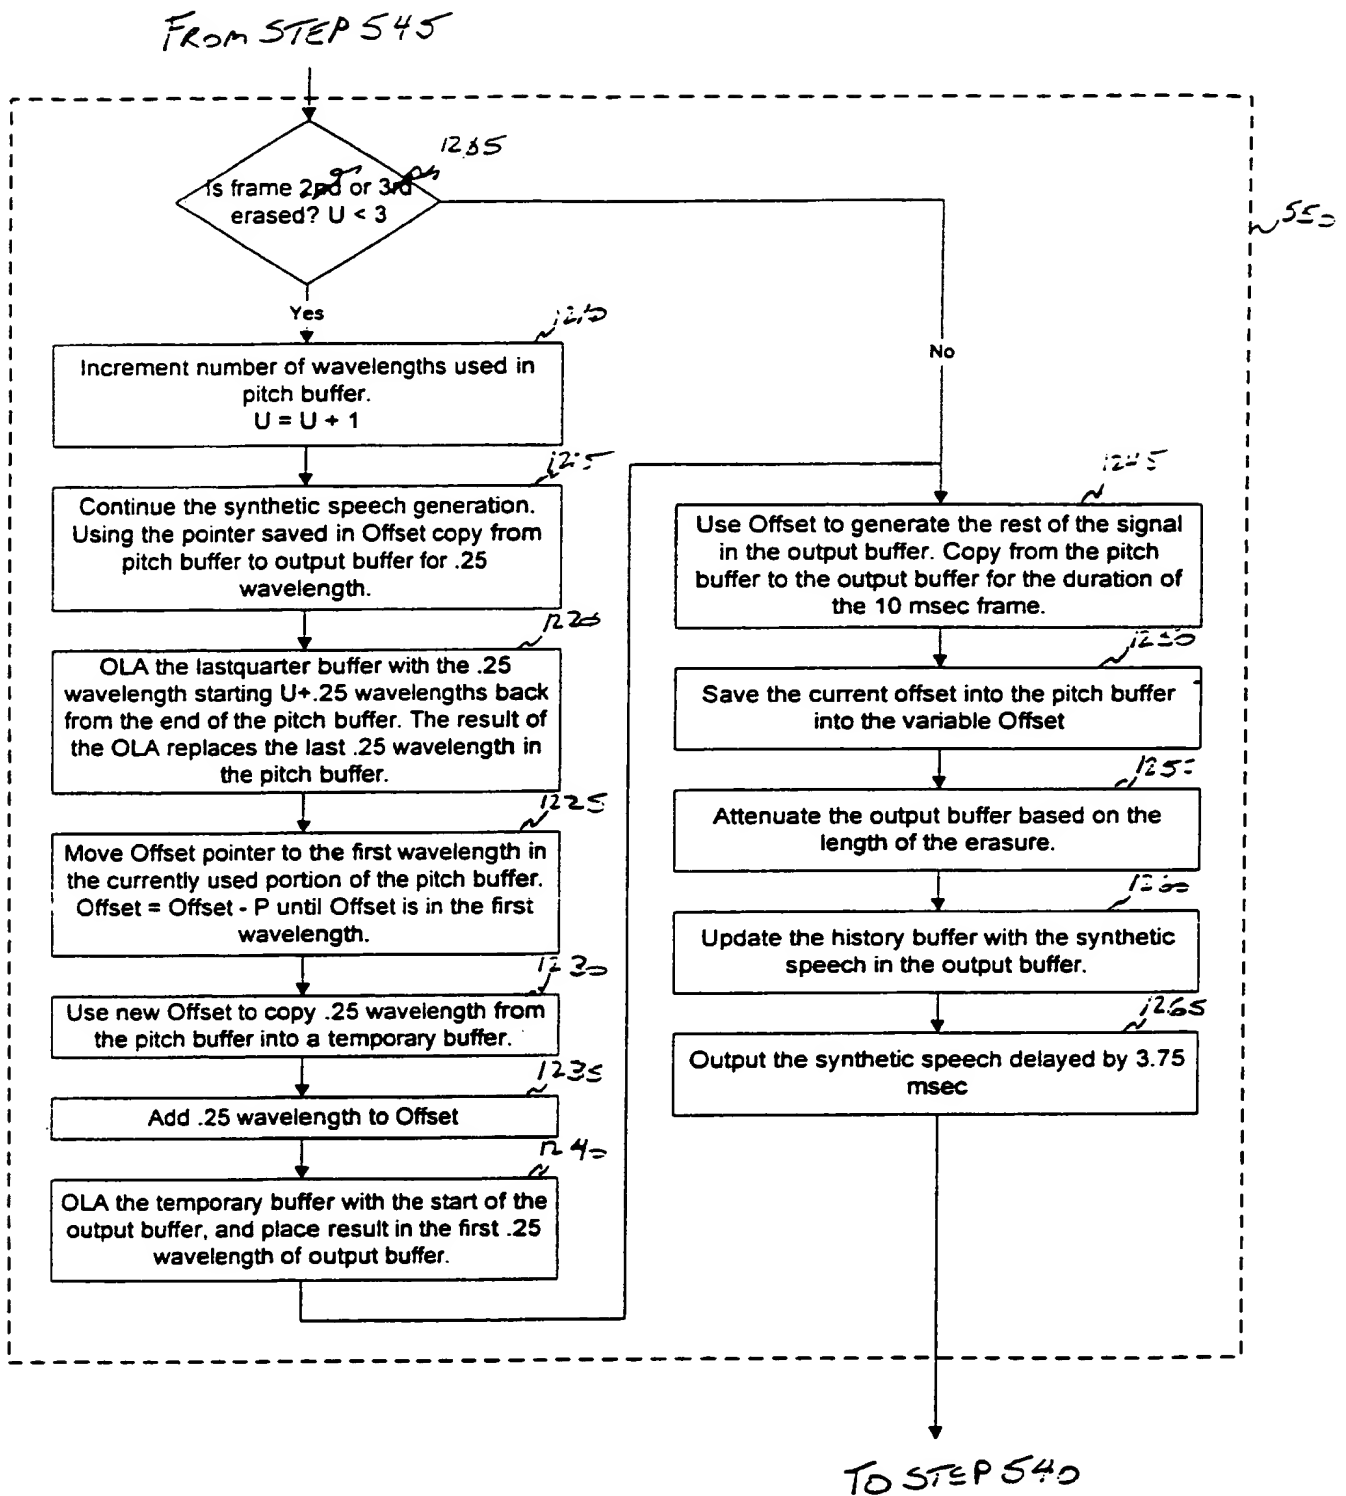 FROM STEP 545
Is frame 2nd or 3rd
erased? U < 3
Yes
1210
Increment number of wavelengths used in
pitch buffer.
U = U + 1
1215
Continue the synthetic speech generation.
Using the pointer saved in Offset copy from
pitch buffer to output buffer for .25
wavelength.
1220
OLA the lastquarter buffer with the .25
wavelength starting U+.25 wavelengths back
from the end of the pitch buffer. The result of
the OLA replaces the last .25 wavelength in
the pitch buffer.
1225
Move Offset pointer to the first wavelength in
the currently used portion of the pitch buffer.
Offset = Offset - P until Offset is in the first
wavelength.
1230
Use new Offset to copy .25 wavelength from
the pitch buffer into a temporary buffer.
1235
Add .25 wavelength to Offset
1240
OLA the temporary buffer with the start of the
output buffer, and place result in the first .25
wavelength of output buffer.
550
No
1245
Use Offset to generate the rest of the signal
in the output buffer. Copy from the pitch
buffer to the output buffer for the duration of
the 10 msec frame.
1250
Save the current offset into the pitch buffer
into the variable Offset
1255
Attenuate the output buffer based on the
length of the erasure.
1260
Update the history buffer with the synthetic
speech in the output buffer.
1265
Output the synthetic speech delayed by 3.75
msec
TO STEP 540